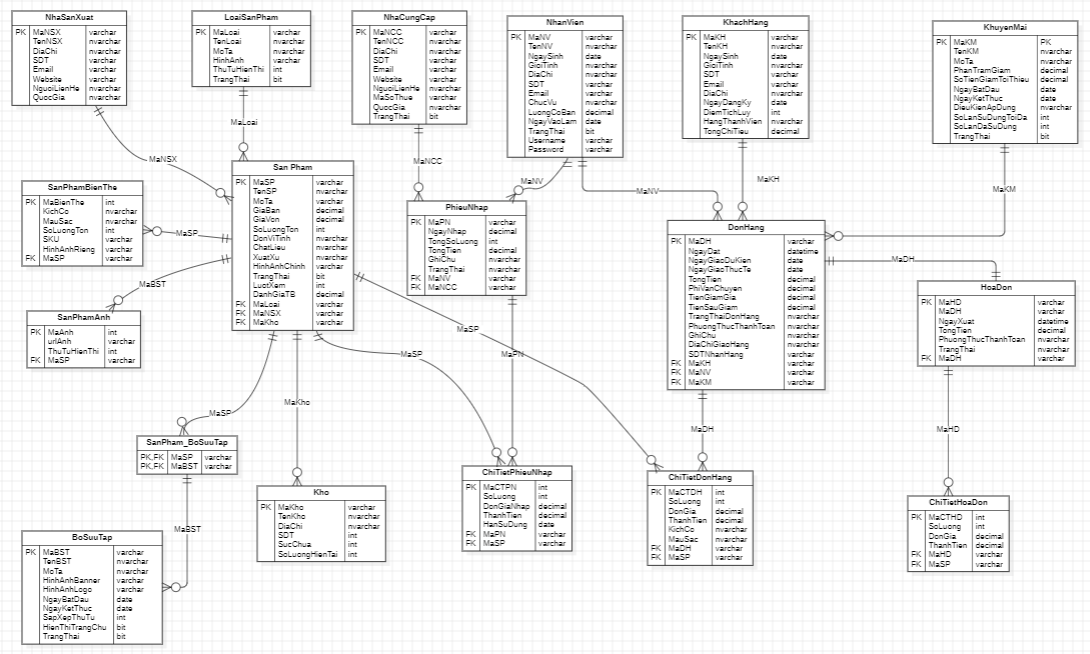 NhaSanXuat
PK MaNSX varchar
TenNSX nvarchar
DiaChi nvarchar
SDT varchar
Email varchar
Website varchar
NguoiLienHe nvarchar
QuocGia nvarchar
LoaiSanPham
PK MaLoai varchar
TenLoai nvarchar
MoTa nvarchar
HinhAnh varchar
ThuTuHienThi int
TrangThai bit
NhaCungCap
PK MaNCC varchar
TenNCC nvarchar
DiaChi nvarchar
SDT varchar
Email varchar
Website varchar
NguoiLienHe nvarchar
MaSoThue varchar
QuocGia nvarchar
TrangThai bit
NhanVien
PK MaNV varchar
TenNV nvarchar
NgaySinh date
GioiTinh nvarchar
DiaChi nvarchar
SDT varchar
Email varchar
ChucVu nvarchar
LuongCoBan decimal
NgayVaoLam date
TrangThai bit
Username varchar
Password varchar
KhachHang
PK MaKH varchar
TenKH nvarchar
NgaySinh date
GioiTinh nvarchar
SDT varchar
Email varchar
DiaChi nvarchar
NgayDangKy date
DiemTichLuy int
HangThanhVien nvarchar
TongChiTieu decimal
KhuyenMai
PK MaKM PK
TenKM nvarchar
MoTa nvarchar
PhanTramGiam decimal
SoTienGiamToiThieu decimal
NgayBatDau date
NgayKetThuc date
DieuKienApDung nvarchar
SoLanSuDungToiDa int
SoLanDaSuDung int
TrangThai bit
MaLoai
MaNSX
MaNCC
MaNV
MaNV
MaKH
MaKM
San Pham
PK MaSP varchar
TenSP nvarchar
MoTa nvarchar
GiaBan decimal
GiaVon decimal
SoLuongTon int
DonViTinh nvarchar
ChatLieu nvarchar
XuatXu nvarchar
HinhAnhChinh varchar
TrangThai bit
LuotXem int
DanhGiaTB decimal
FK MaLoai varchar
FK MaNSX varchar
FK MaKho varchar
SanPhamBienThe
PK MaBienThe int
KichCo nvarchar
MauSac nvarchar
SoLuongTon int
SKU varchar
HinhAnhRieng varchar
FK MaSP varchar
MaSP
MaBST
SanPhamAnh
PK MaAnh int
urlAnh varchar
ThuTuHienThi int
FK MaSP varchar
PhieuNhap
PK MaPN varchar
NgayNhap decimal
TongSoLuong int
TongTien decimal
GhiChu nvarchar
TrangThai nvarchar
FK MaNV varchar
FK MaNCC varchar
DonHang
PK MaDH varchar
NgayDat datetime
NgayGiaoDuKien date
NgayGiaoThucTe date
TongTien decimal
PhiVanChuyen decimal
TienGiamGia decimal
TienSauGiam decimal
TrangThaiDonHang nvarchar
PhuongThucThanhToan nvarchar
GhiChu nvarchar
DiaChiGiaoHang nvarchar
SDTNhanHang varchar
FK MaKH varchar
FK MaNV varchar
FK MaKM varchar
MaDH
HoaDon
PK MaHD varchar
MaDH varchar
NgayXuat datetime
TongTien decimal
PhuongThucThanhToan nvarchar
TrangThai nvarchar
FK MaDH varchar
MaSP
MaPN
MaSP
MaKho
MaSP
MaDH
MaHD
SanPham_BoSuuTap
PK,FK MaSP varchar
PK,FK MaBST varchar
MaBST
Kho
PK MaKho varchar
TenKho nvarchar
DiaChi nvarchar
SDT int
SucChua int
SoLuongHienTai int
ChiTietPhieuNhap
PK MaCTPN int
SoLuong int
DonGiaNhap decimal
ThanhTien decimal
HanSuDung date
FK MaPN varchar
FK MaSP varchar
ChiTietDonHang
PK MaCTDH int
SoLuong int
DonGia decimal
ThanhTien decimal
KichCo nvarchar
MauSac nvarchar
FK MaDH varchar
FK MaSP varchar
ChiTietHoaDon
PK MaCTHD int
SoLuong int
DonGia decimal
ThanhTien decimal
FK MaHD varchar
FK MaSP varchar
BoSuuTap
PK MaBST varchar
TenBST nvarchar
MoTa nvarchar
HinhAnhBanner varchar
HinhAnhLogo varchar
NgayBatDau date
NgayKetThuc date
SapXepThuTu int
HienThiTrangChu bit
TrangThai bit